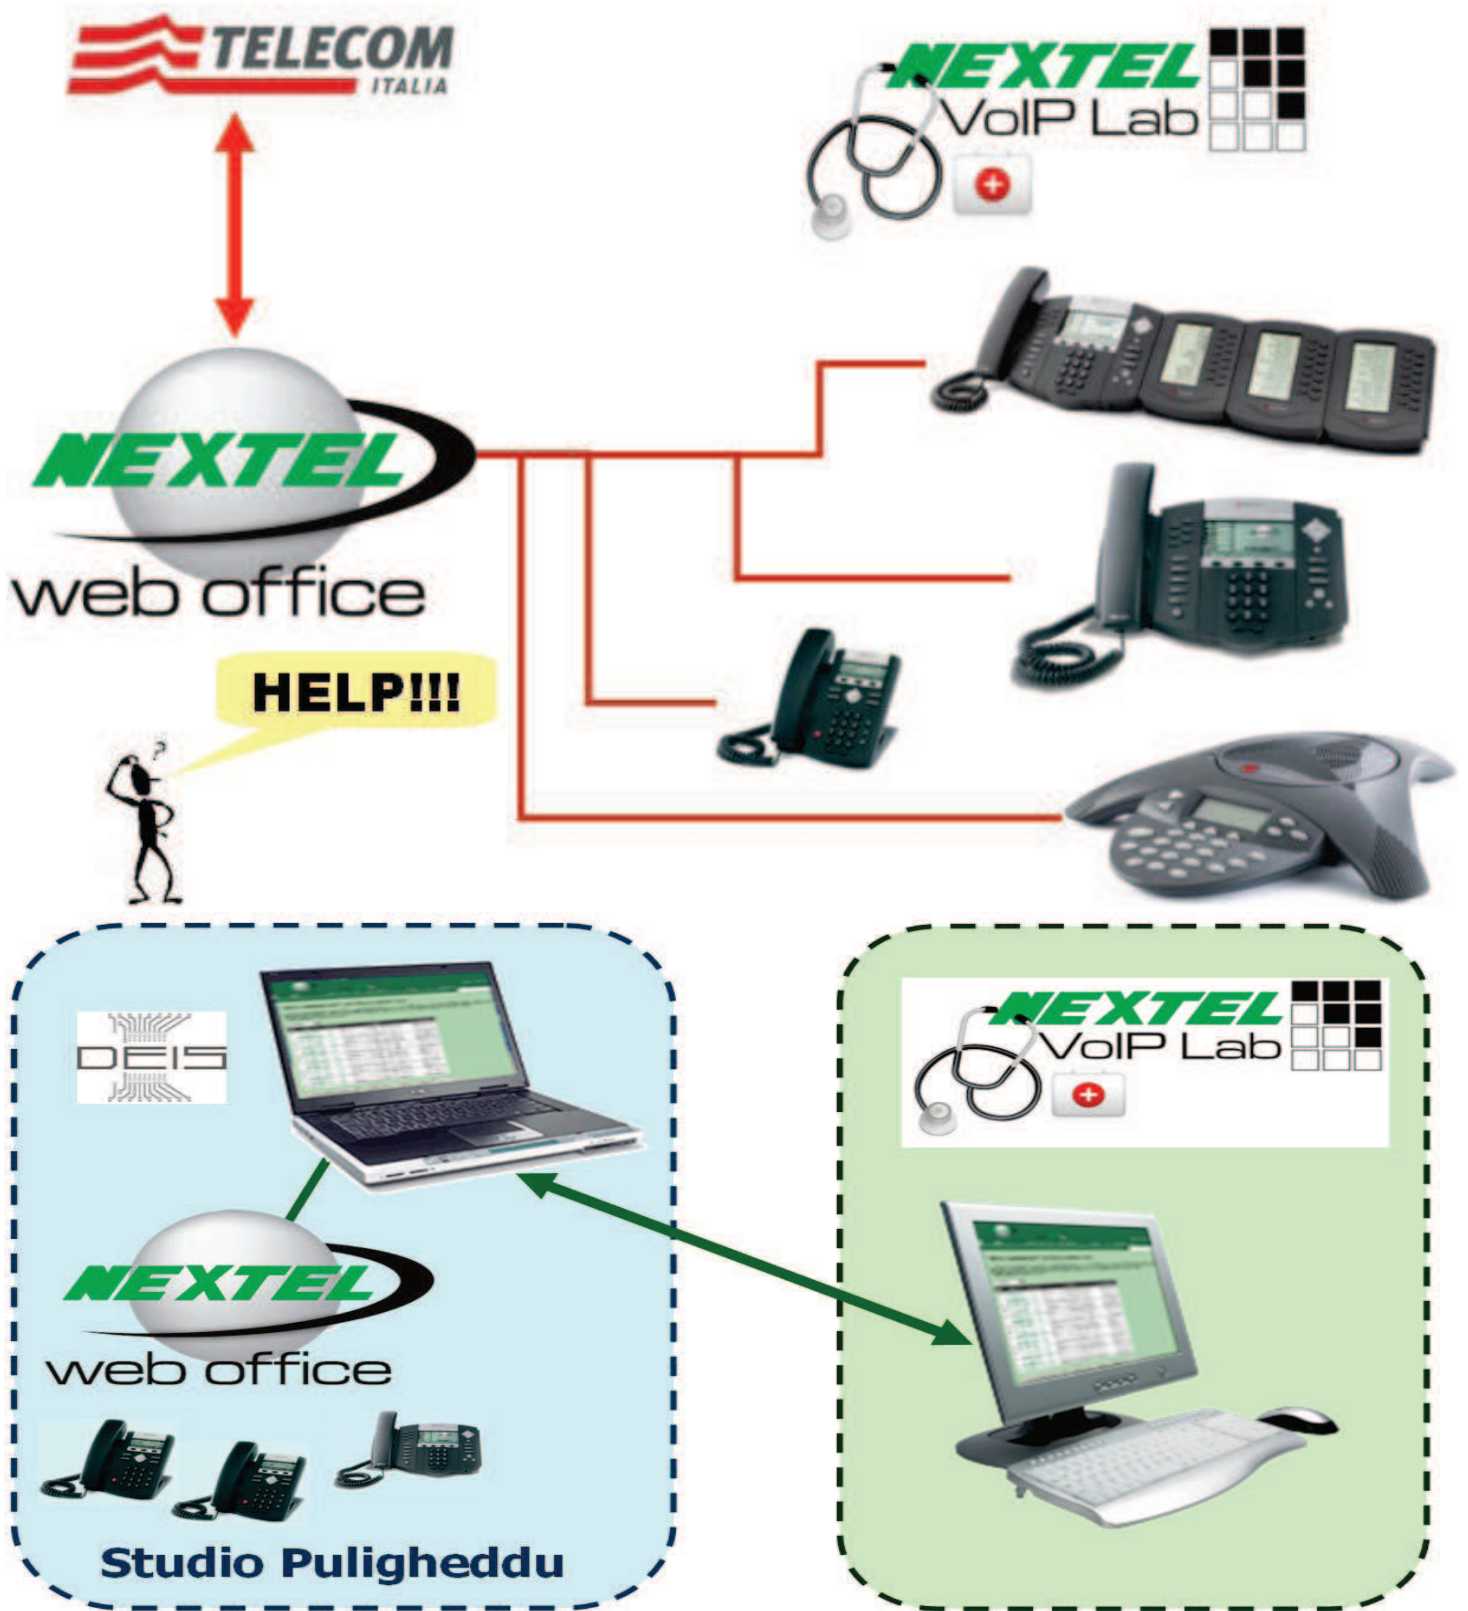 TELECOM
ITALIA
NEXTEL
VoIP Lab
NEXTEL
web office
HELP!!!
?
DEIS
NEXTEL
VoIP Lab
NEXTEL
web office
Studio Puligheddu